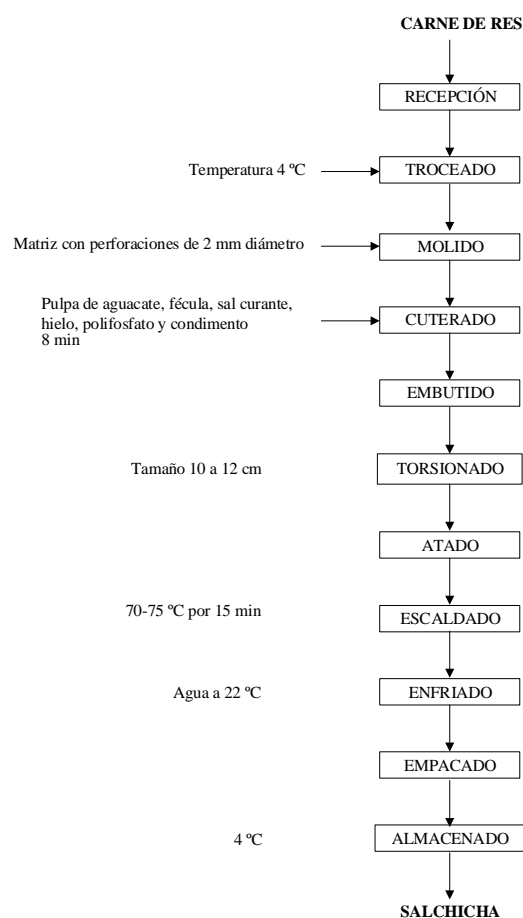 CARNE DE RES
RECEPCIÓN
Temperatura 4 ºC
TROCEADO
Matriz con perforaciones de 2 mm diámetro
MOLIDO
Pulpa de aguacate, fécula, sal curante,
hielo, polifosfato y condimento
8 min
CUTERADO
EMBUTIDO
Tamaño 10 a 12 cm
TORSIONADO
ATADO
70-75 ºC por 15 min
ESCALDADO
Agua a 22 ºC
ENFRIADO
EMPACADO
4 ºC
ALMACENADO
SALCHICHA